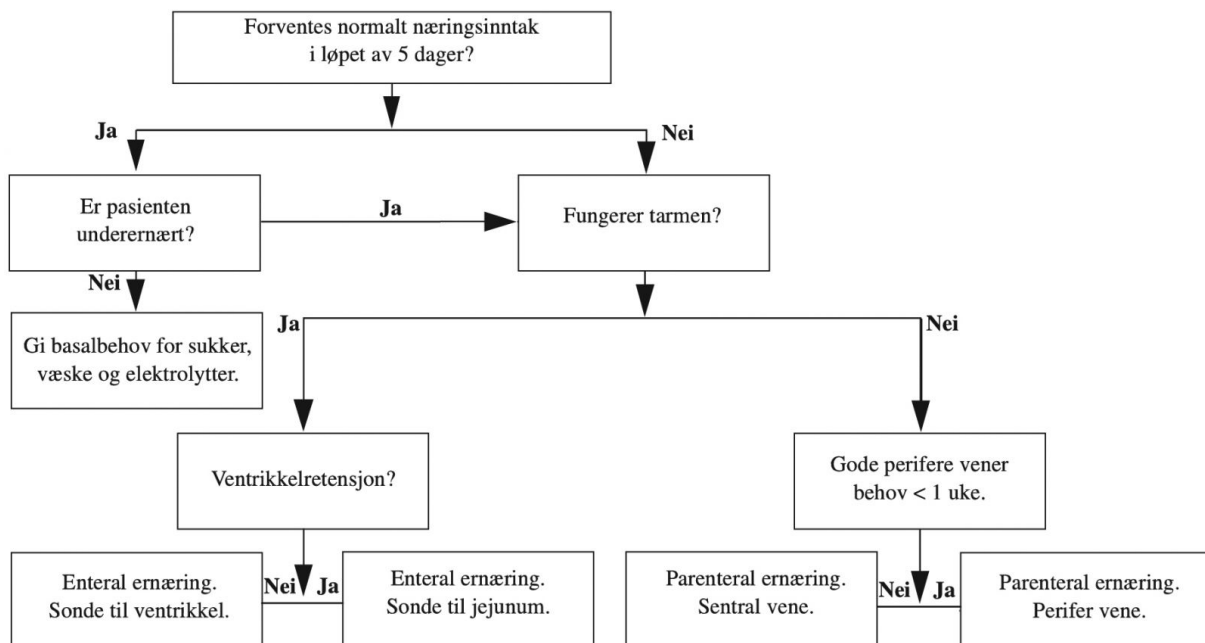 Forventes normalt næringsinntak
i løpet av 5 dager?
Ja
Nei
Er pasienten
underernært?
Ja
Fungerer tarmen?
Nei
Gi basalbehov for sukker,
væske og elektrolytter.
Ja
Nei
Ventrikkelretensjon?
Gode perifere vener
behov < 1 uke.
Enteral ernæring.
Sonde til ventrikkel.
Nei
Ja
Enteral ernæring.
Sonde til jejunum.
Parenteral ernæring.
Sentral vene.
Nei
Ja
Parenteral ernæring.
Perifer vene.